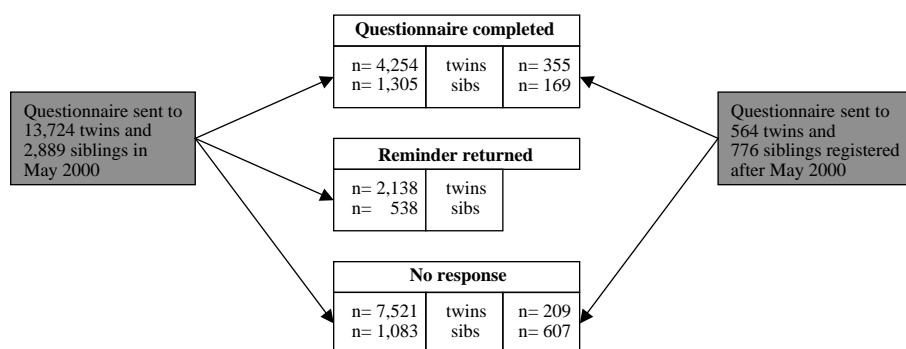 Questionnaire completed
n= 4,254 twins n= 355
n= 1,305 sibs n= 169
Questionnaire sent to
13,724 twins and
2,889 siblings in
May 2000
Questionnaire sent to
564 twins and
776 siblings registered
after May 2000
Reminder returned
n= 2,138 twins
n= 538 sibs
No response
n= 7,521 twins n= 209
n= 1,083 sibs n= 607